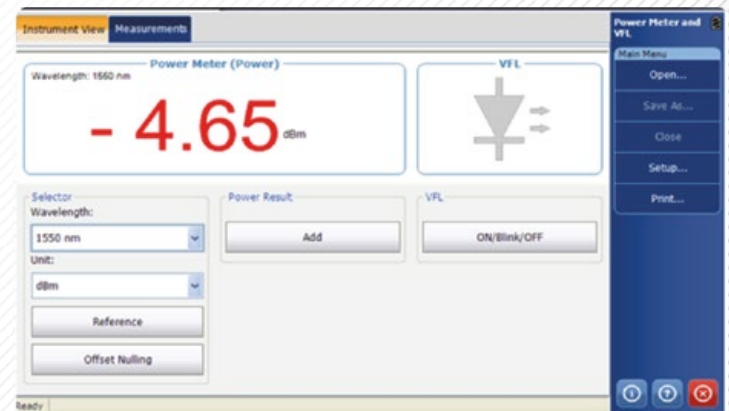 Instrument View Measurements
Power Meter (Power)
Wavelength: 1550 nm
- 4.65 dBm
VFL
Selector
Wavelength:
1550 nm
Unit:
dBm
Reference
Offset Nulling
Power Result
Add
VFL
ON/Blink/OFF
Ready
Power Meter and
VFL
Main Menu
Open...
Save As...
Close
Setup...
Print...